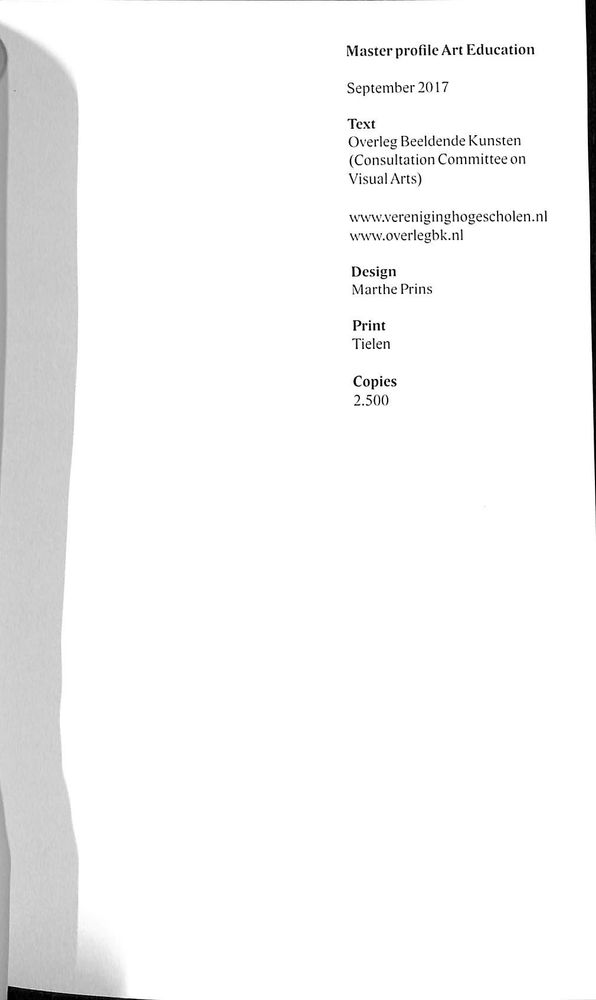 Master profile Art Education
September 2017
Text
Overleg Beeldende Kunsten
(Consultation Committee on
Visual Arts)
www.vereniginghogescholen.nl
www.overlegbk.nl
Design
Marthe Prins
Print
Tielen
Copies
2.500